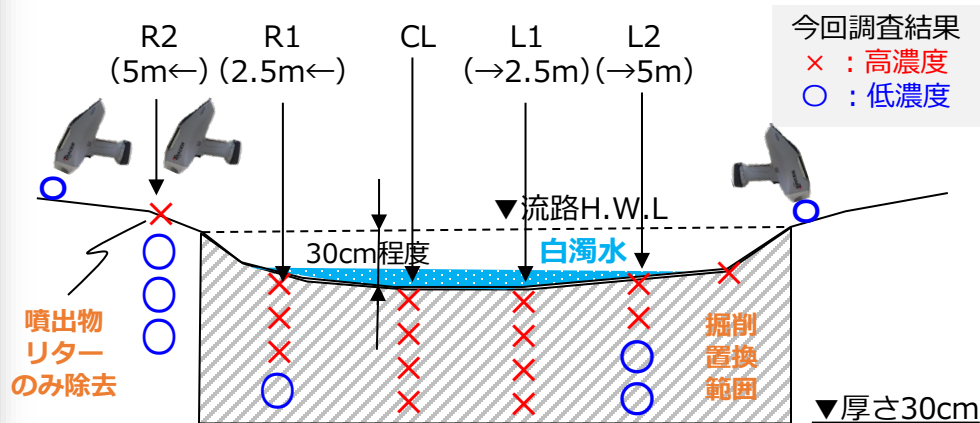 R2
(5m←)
R1
(2.5m←)
CL
L1
(→2.5m)
L2
(→5m)
今回調査結果
×：高濃度
○：低濃度
▼流路H.W.L
30cm程度
白濁水
噴出物
リター
のみ除去
掘削
置換
範囲
▼厚さ30cm